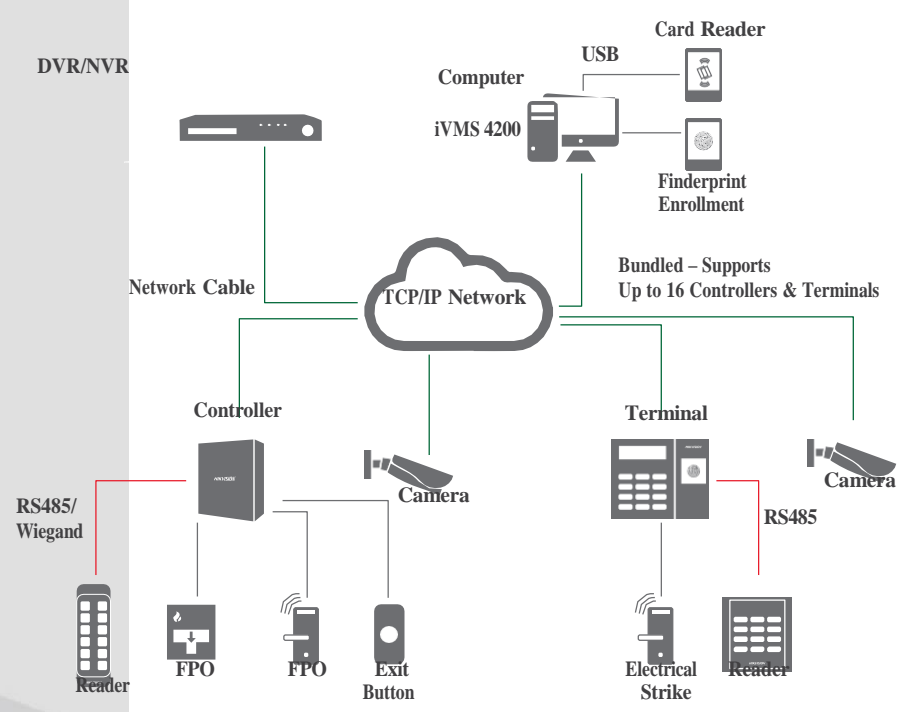 Card Reader
USB
DVR/NVR
Computer
iVMS 4200
Finderprint
Enrollment
Bundled – Supports
Up to 16 Controllers & Terminals
Network Cable
TCP/IP Network
Controller
Terminal
Camera
Camera
RS485/
Wiegand
RS485
FPO
FPO
Exit
Button
Electrical
Strike
Reader
Reader